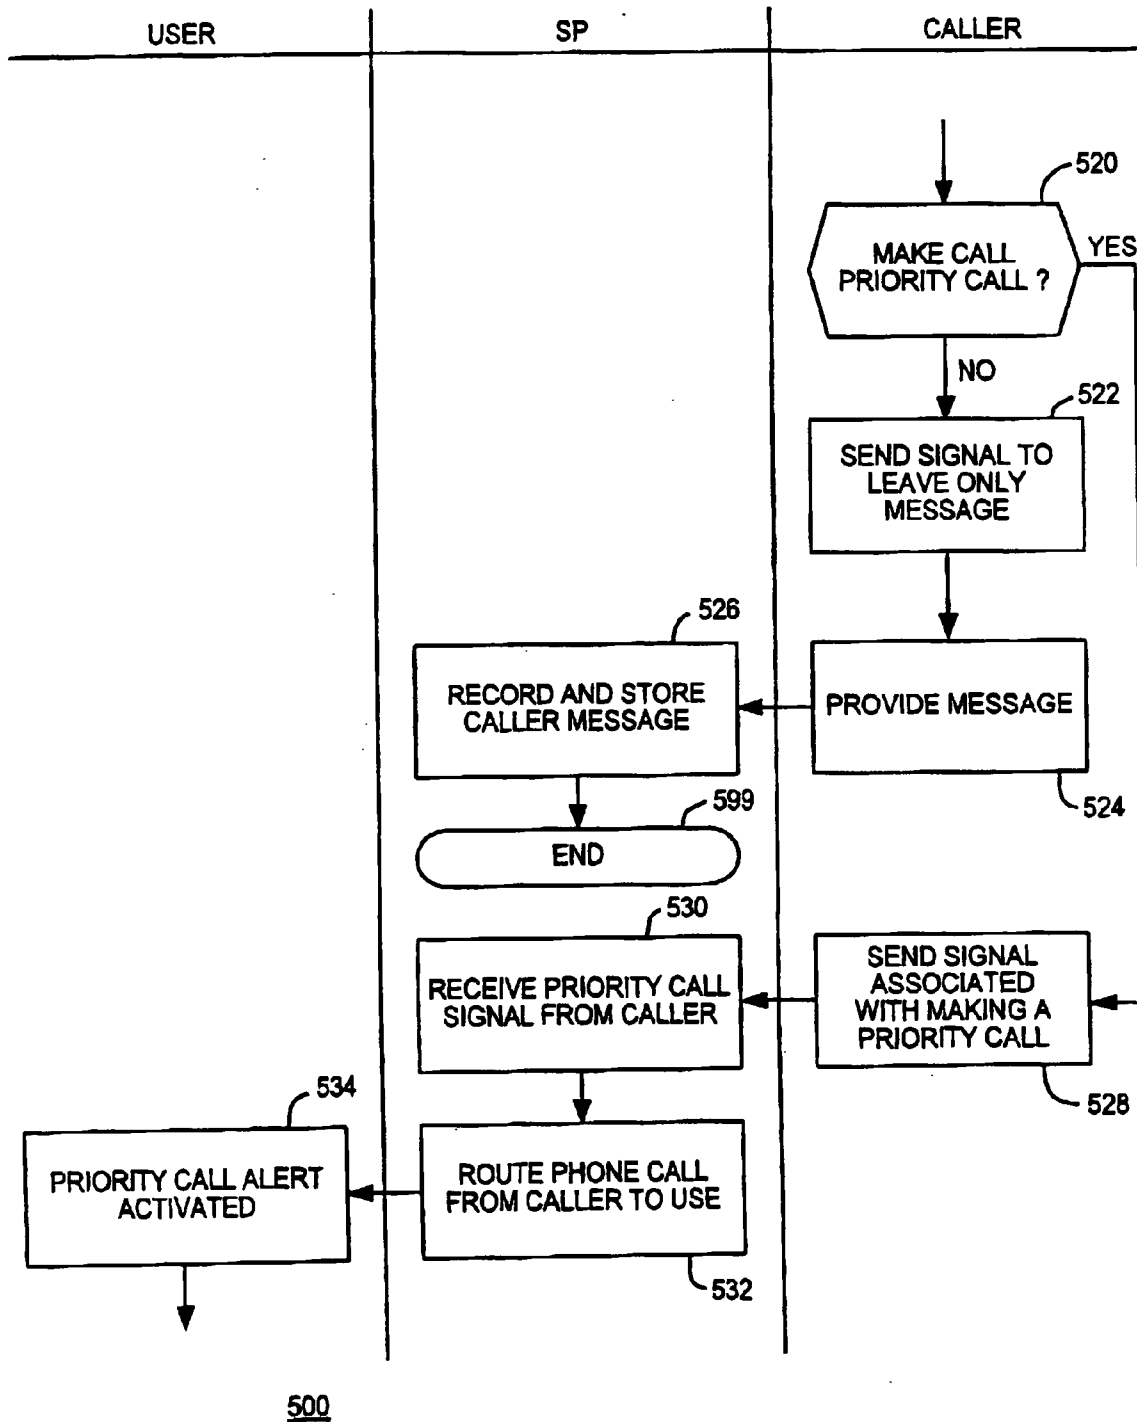 USER
SP
CALLER
520
MAKE CALL
PRIORITY CALL ?
YES
NO
522
SEND SIGNAL TO
LEAVE ONLY
MESSAGE
526
RECORD AND STORE
CALLER MESSAGE
PROVIDE MESSAGE
524
599
END
530
RECEIVE PRIORITY CALL
SIGNAL FROM CALLER
SEND SIGNAL
ASSOCIATED
WITH MAKING A
PRIORITY CALL
528
534
PRIORITY CALL ALERT
ACTIVATED
ROUTE PHONE CALL
FROM CALLER TO USE
532
500